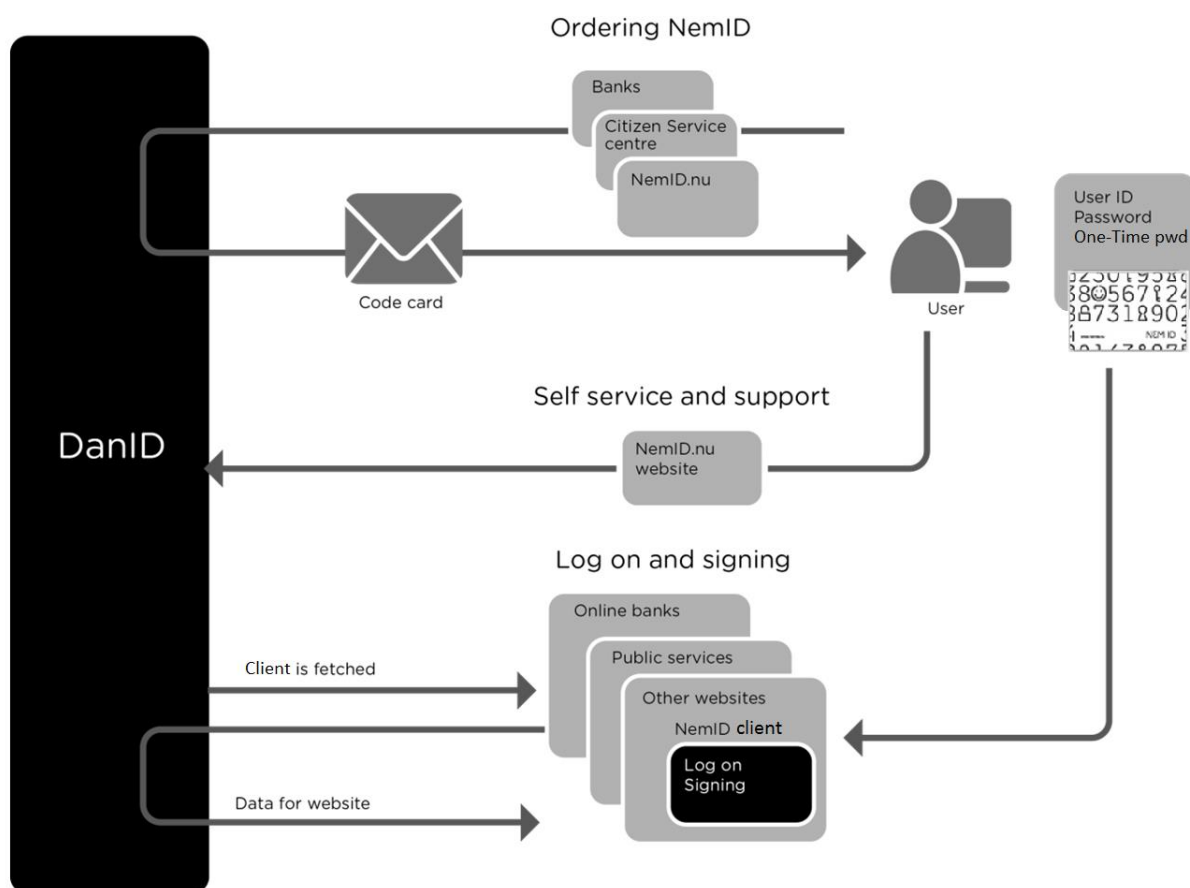 Ordering NemID
Banks
Citizen Service
centre
NemID.nu
Code card
User
User ID
Password
One-Time pwd
NEM ID
Self service and support
NemID.nu
website
DanID
Log on and signing
Online banks
Public services
Other websites
NemID client
Log on
Signing
Client is fetched
Data for website